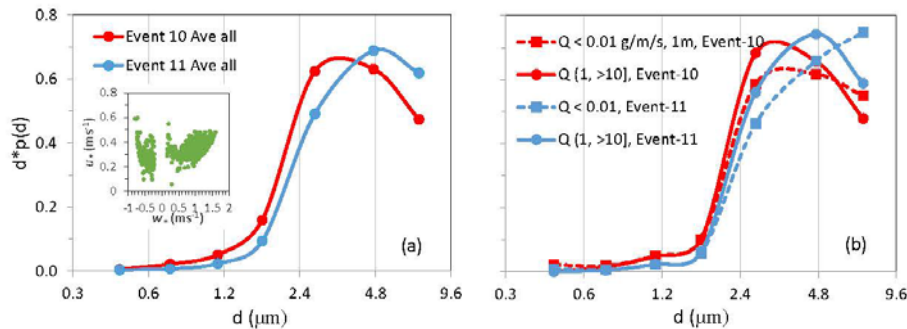 Event 10 Ave all
Event 11 Ave all
0.8
0.6
0.4
0.2
0.0
d*p(d)
0.8
0.6
0.4
0.2
0
u* (ms-1)
-1 -0.5 0 0.5 1 1.5 2
w* (ms-1)
(a)
0.3 0.6 1.2 2.4 4.8 9.6
d (μm)
Q < 0.01 g/m/s, 1m, Event-10
Q [1, >10], Event-10
Q < 0.01, Event-11
Q [1, >10], Event-11
(b)
0.3 0.6 1.2 2.4 4.8 9.6
d (μm)